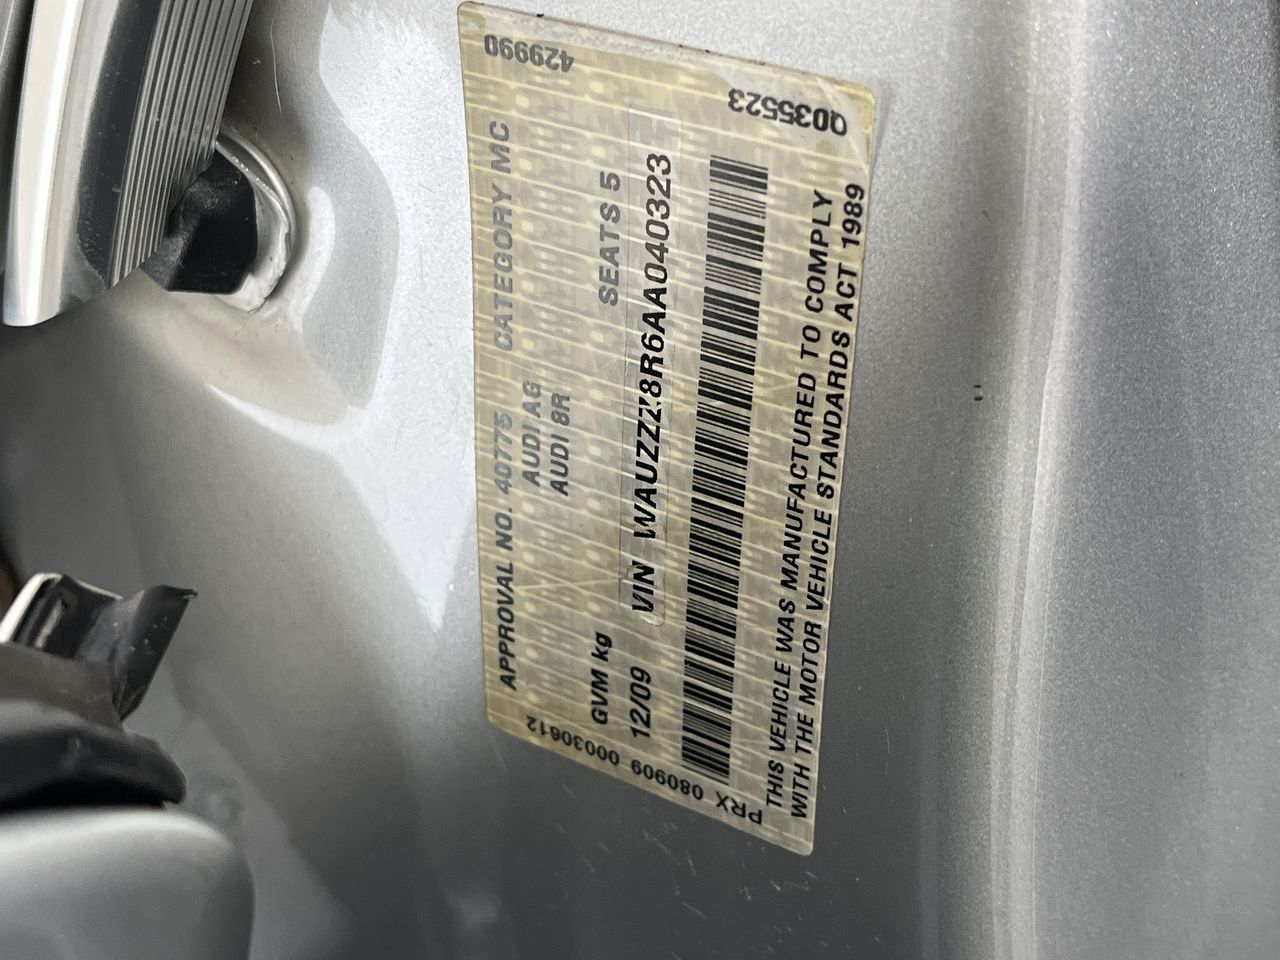 APPROVAL NO. 40775 CATEGORY MC
AUDI AG
AUDI 8R
GVM kg SEATS 5
12/09 VIN WAUZZZ8R6AA040323
THIS VEHICLE WAS MANUFACTURED TO COMPLY
WITH THE MOTOR VEHICLE STANDARDS ACT 1989
429990
Q035523
PRX 080909 00030612